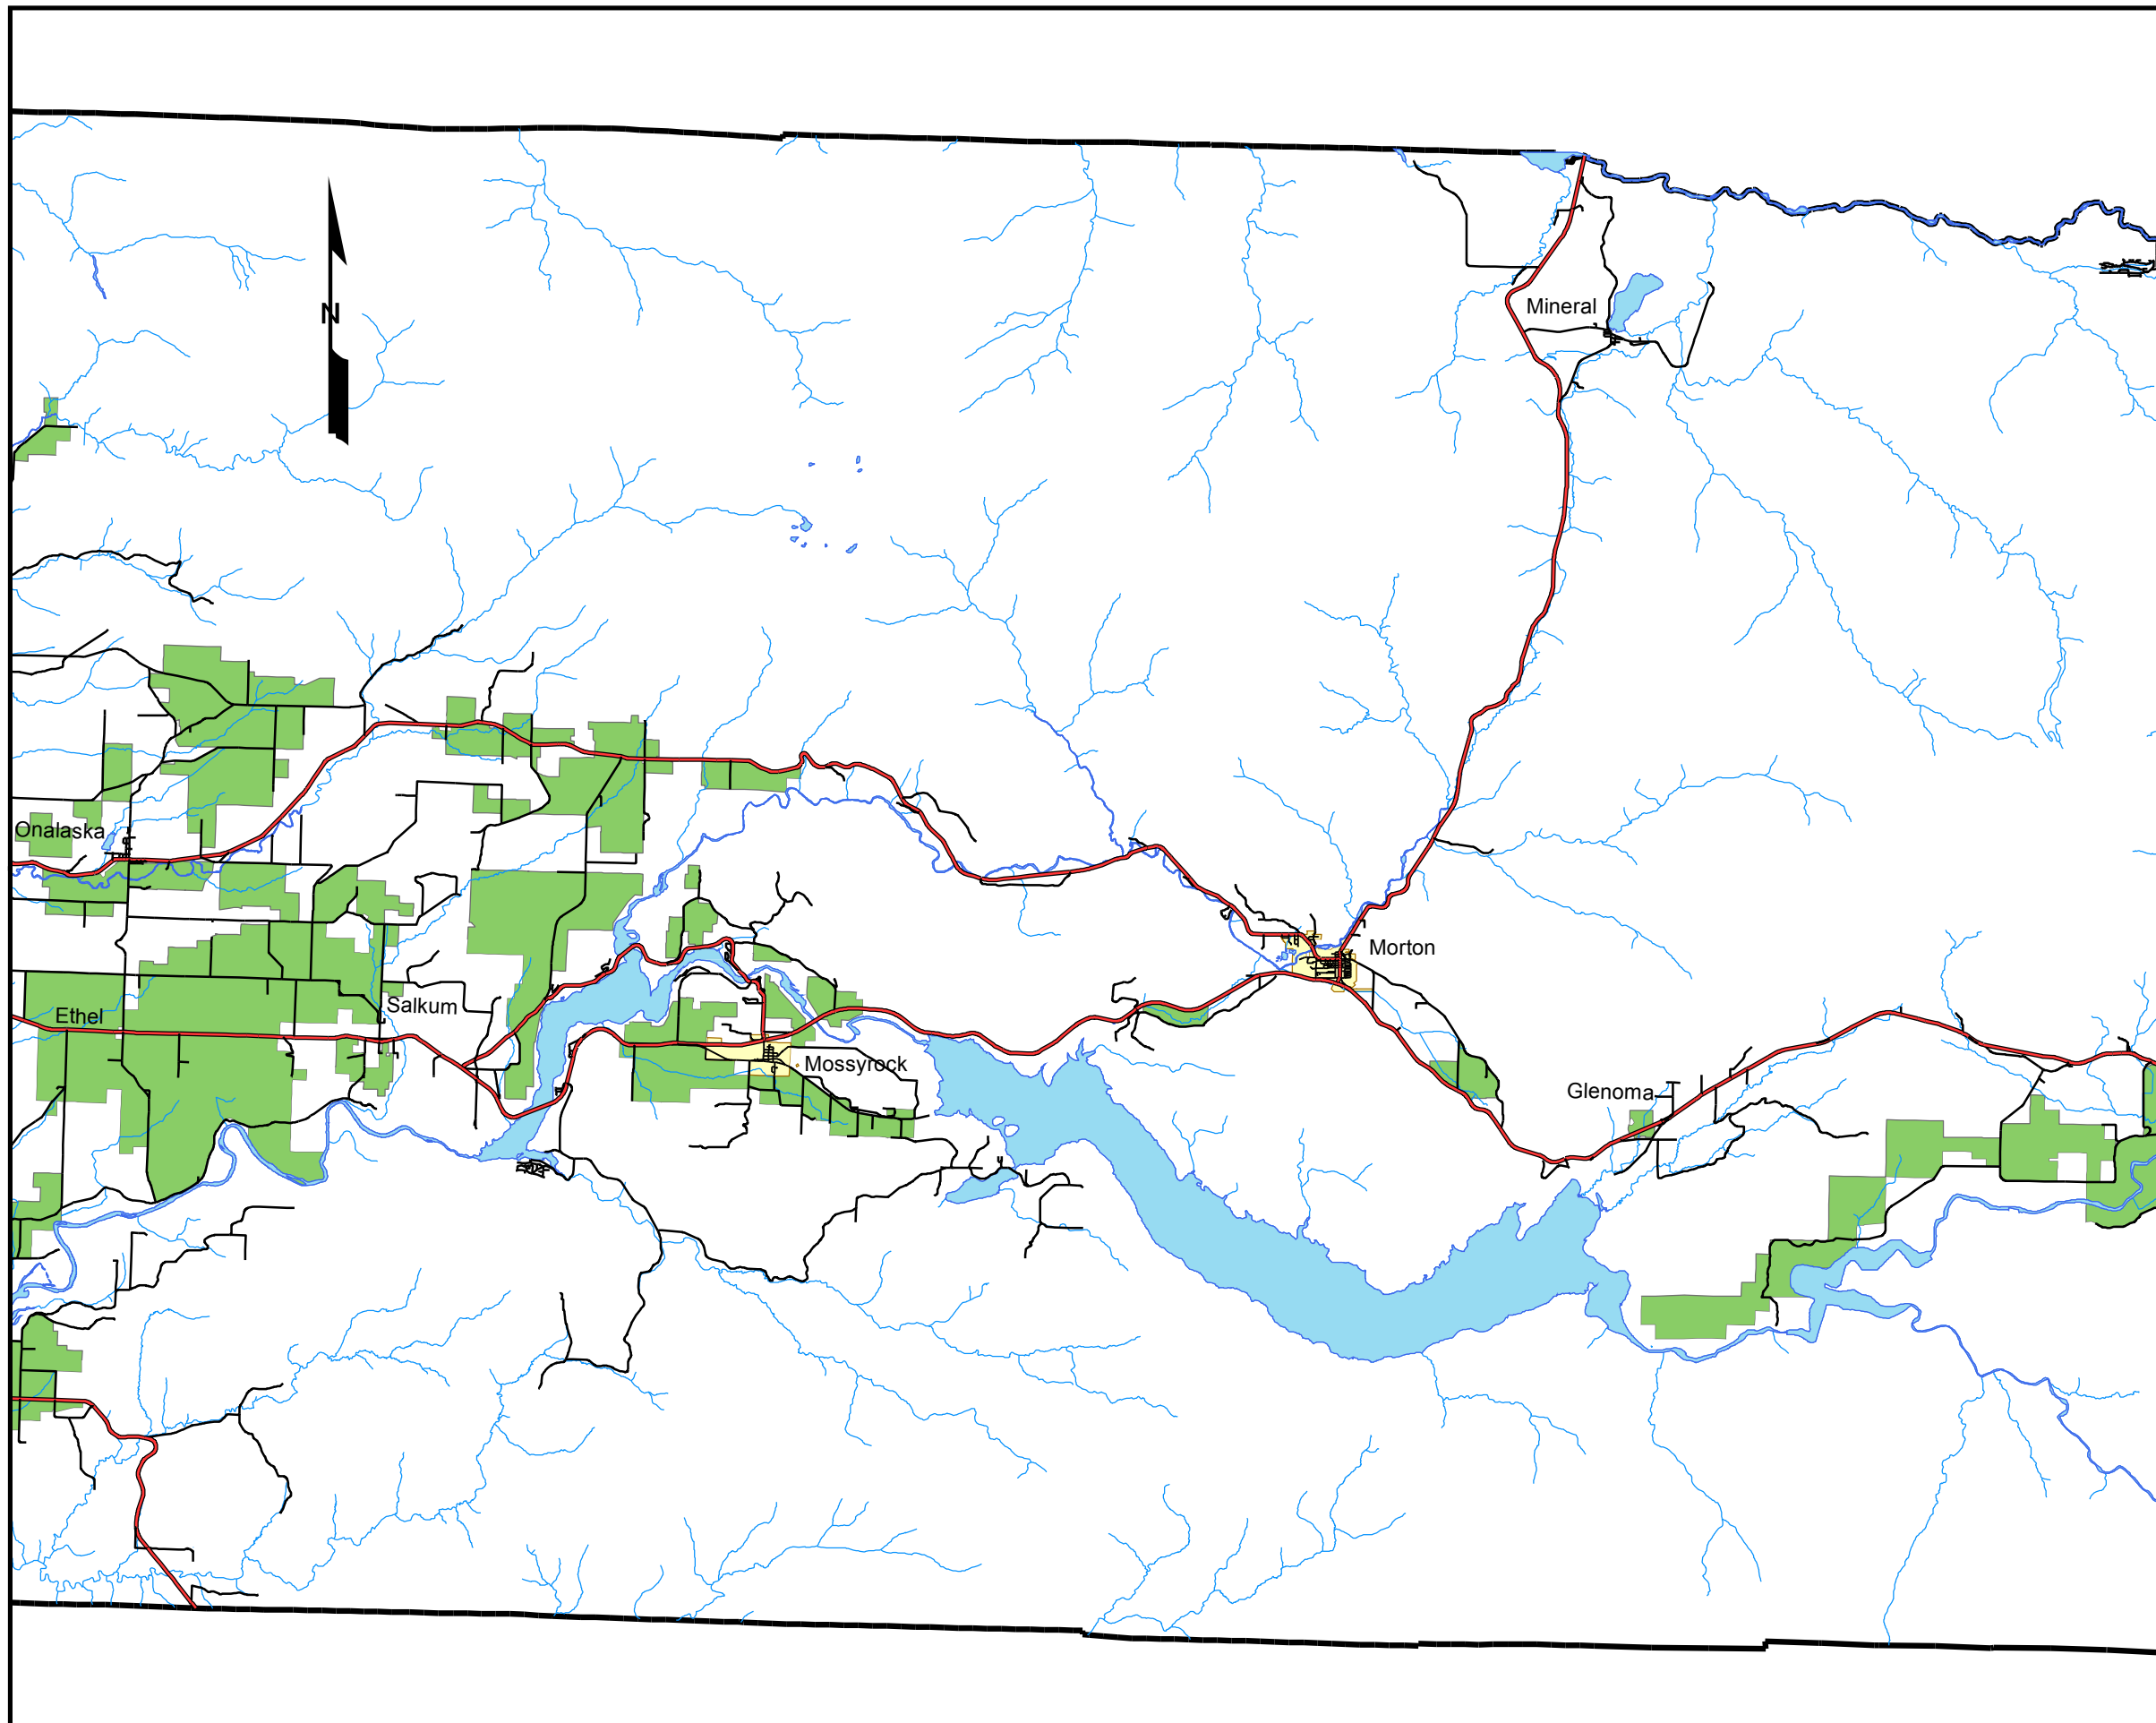 N
Mineral
Onalaska
Morton
Salkum
Ethel
Mossyrock
Glenoma